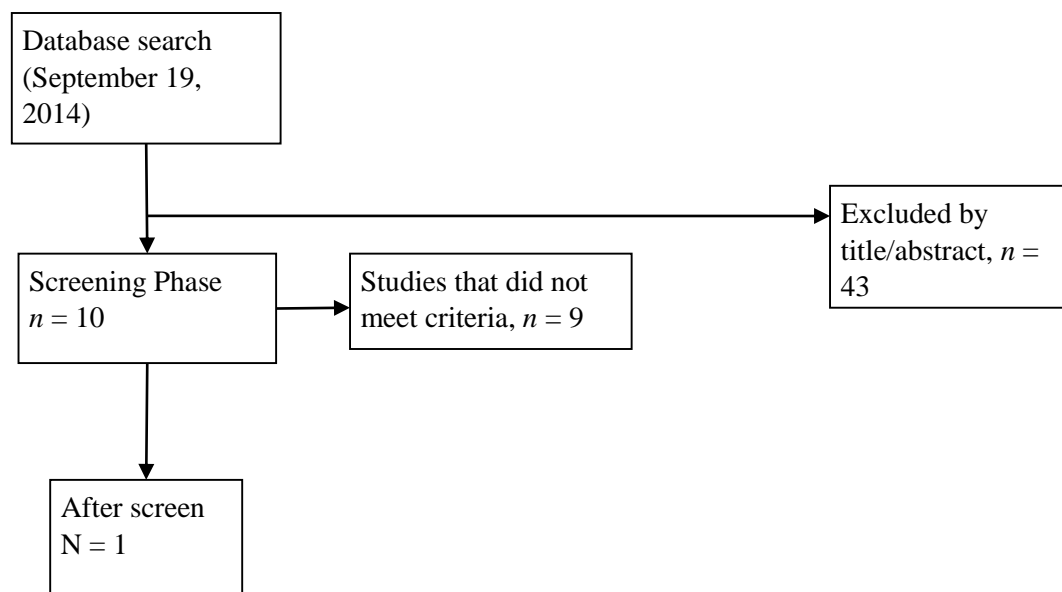 Database search
(September 19,
2014)
Excluded by
title/abstract, n =
43
Screening Phase
n = 10
Studies that did not
meet criteria, n = 9
After screen
N = 1